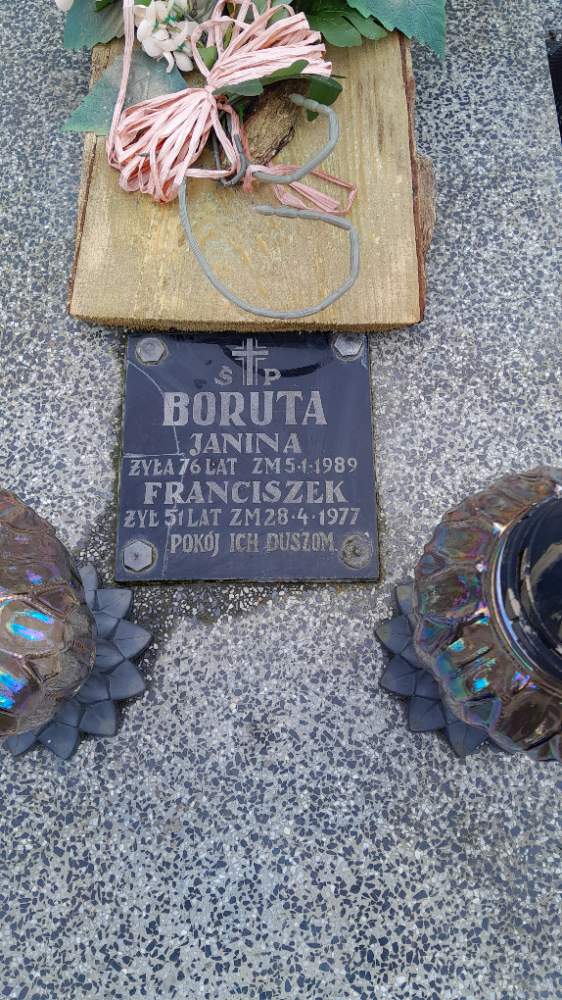 Ś P
BORUTA
JANINA
ŻYŁA 76 LAT ZM 5·1·1989
FRANCISZEK
ŻYŁ 51 LAT ZM 28·4·1977
POKÓJ ICH DUSZOM